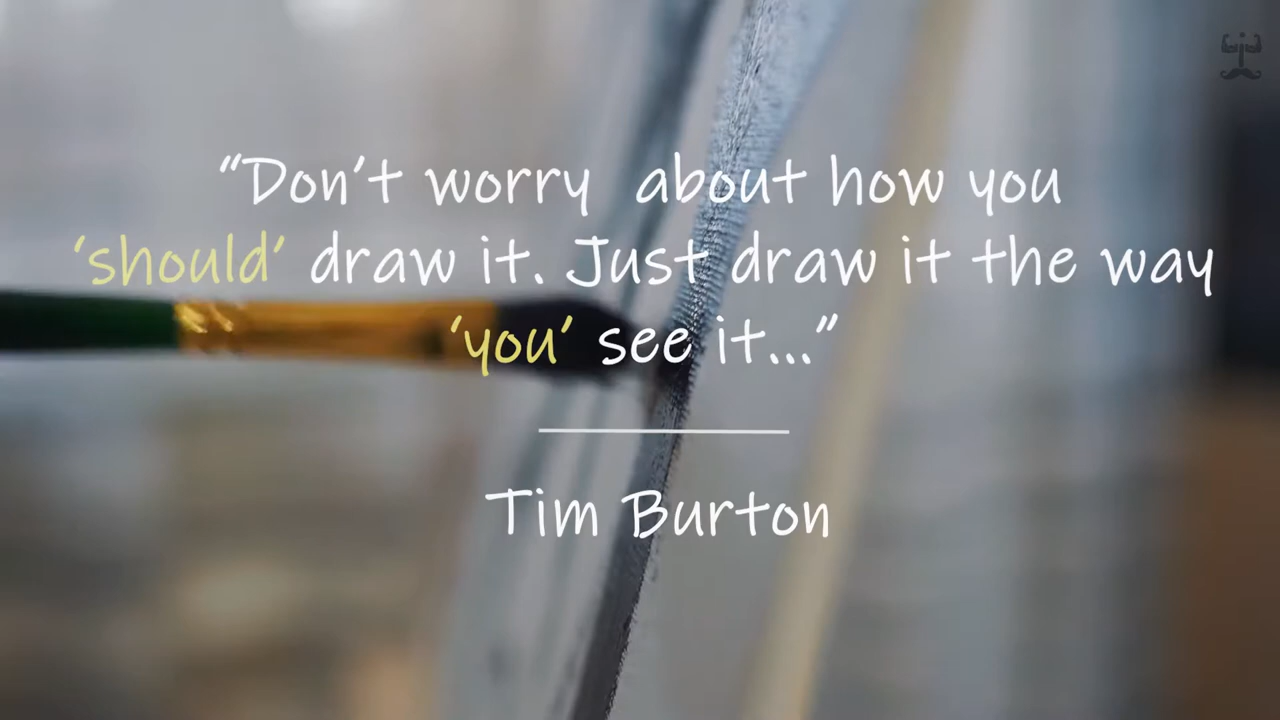 “Don’t worry  about how you
‘should’ draw it. Just draw it the way
‘you’ see it...”
Tim Burton